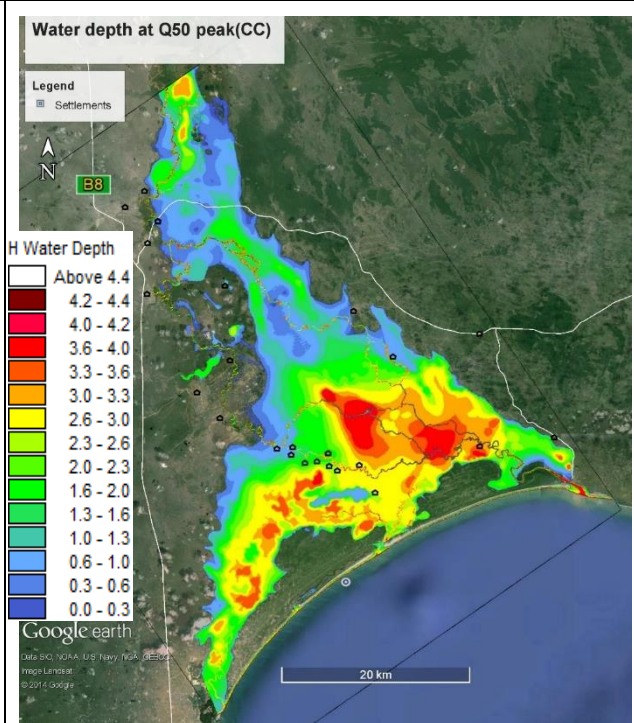 Water depth at Q50 peak(CC)
Legend
Settlements
N
B8
H Water Depth
Above 4.4
4.2 - 4.4
4.0 - 4.2
3.6 - 4.0
3.3 - 3.6
3.0 - 3.3
2.6 - 3.0
2.3 - 2.6
2.0 - 2.3
1.6 - 2.0
1.3 - 1.6
1.0 - 1.3
0.6 - 1.0
0.3 - 0.6
0.0 - 0.3
Google earth
Data SIO, NOAA, U.S. Navy, NGA, GEBCO
Image Landsat
© 2014 Google
20 km